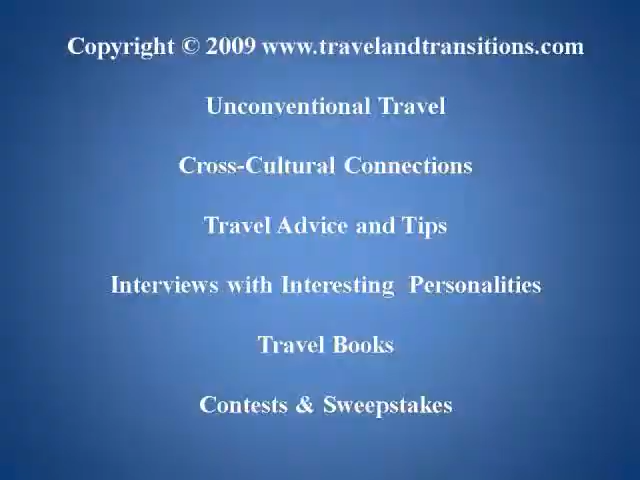 Copyright © 2009 www.travelandtransitions.com
Unconventional Travel
Cross-Cultural Connections
Travel Advice and Tips
Interviews with Interesting Personalities
Travel Books
Contests & Sweepstakes